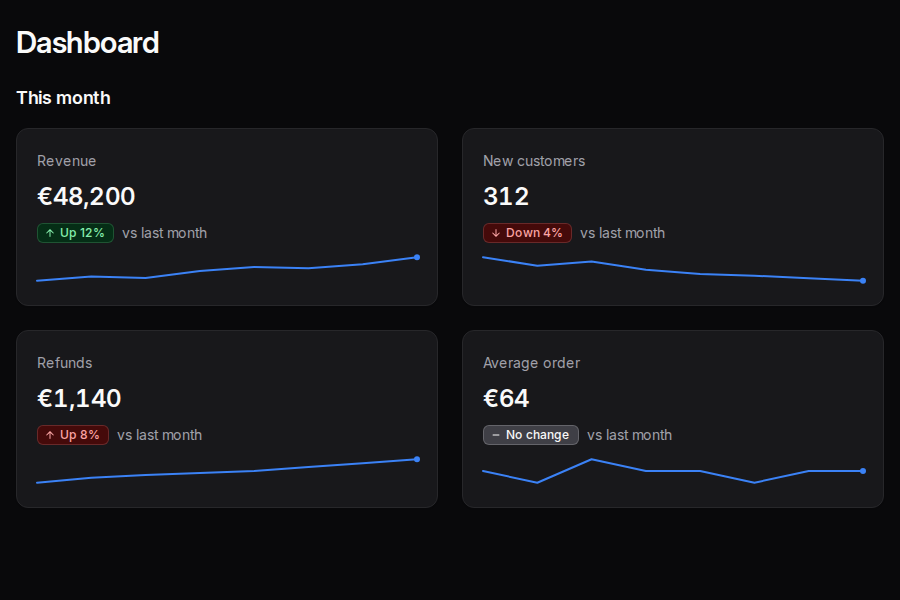 Dashboard
This month
Revenue
€48,200
↑ Up 12% vs last month
New customers
312
↓ Down 4% vs last month
Refunds
€1,140
↑ Up 8% vs last month
Average order
€64
− No change vs last month